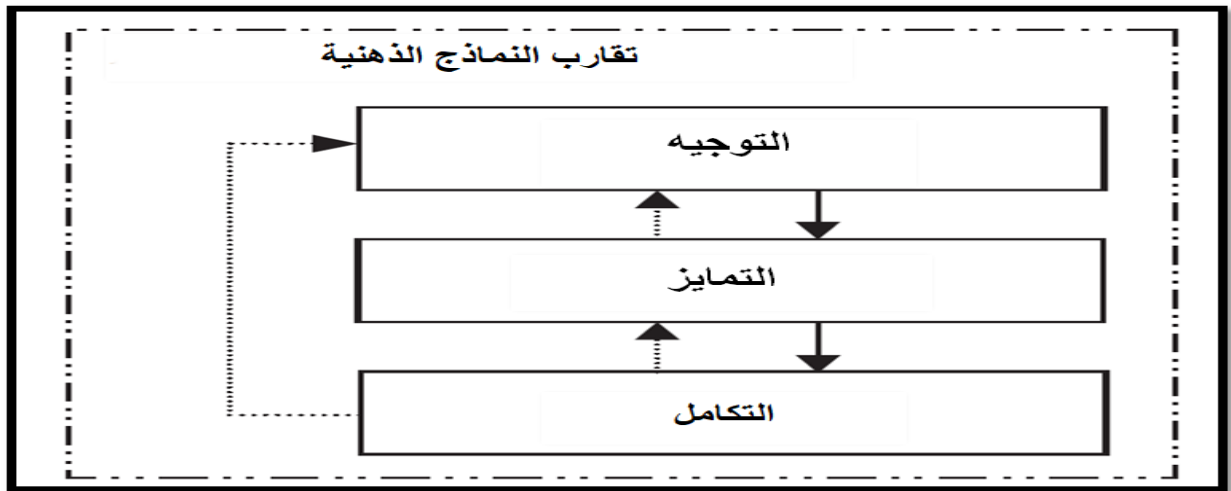 تقارب النماذج الذهنية
التوجيه
التمايز
التكامل